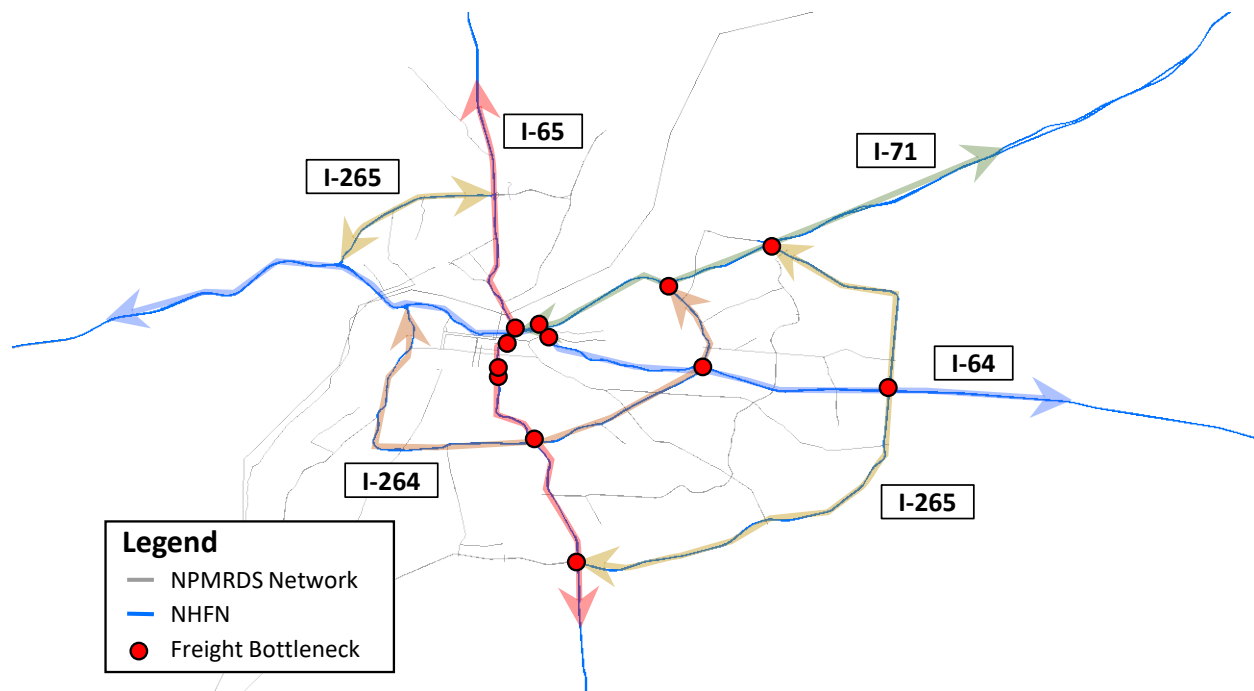 I-65
I-71
I-265
I-64
I-264
I-265
Legend
NPMRDS Network
NHFN
Freight Bottleneck